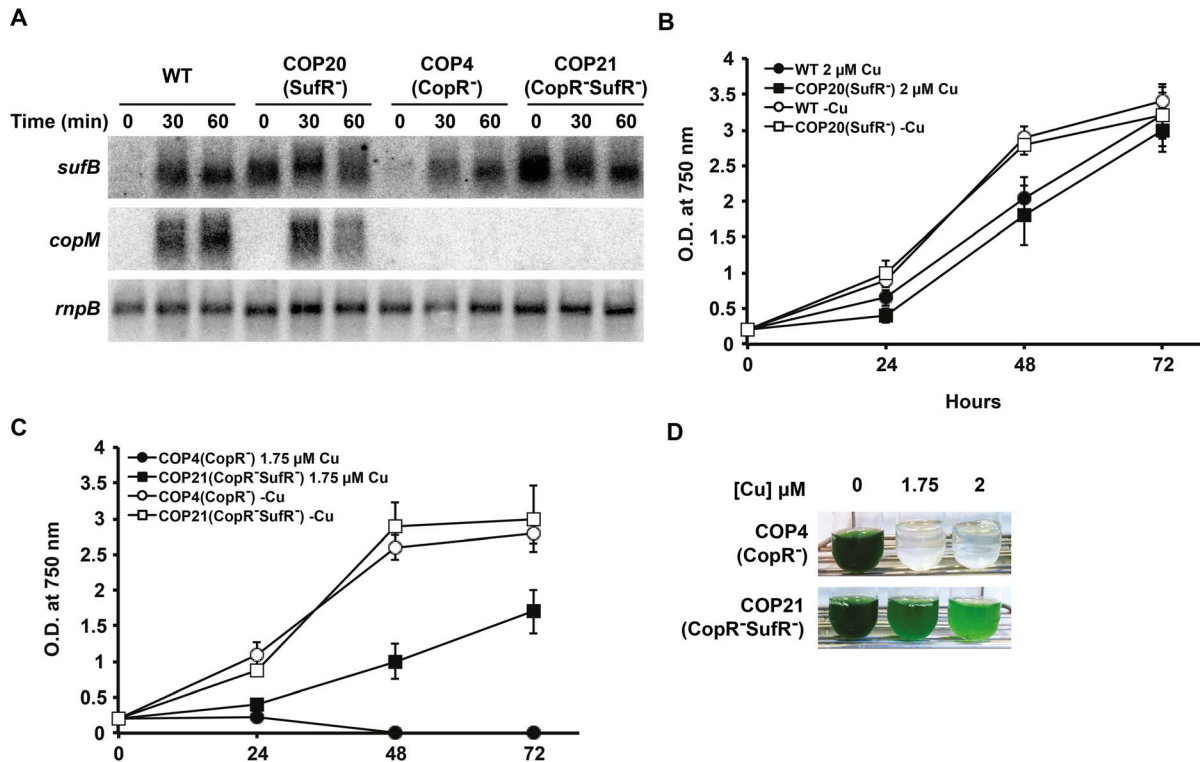 A
WT
COP20
(SufR⁻)
COP4
(CopR⁻)
COP21
(CopR⁻SufR⁻)
Time (min) 0 30 60 0 30 60 0 30 60 0 30 60
sufB
copM
rnpB
B
4
3.5
3
2.5
2
1.5
1
0.5
0
O.D. at 750 nm
WT 2 µM Cu
COP20(SufR⁻) 2 µM Cu
WT -Cu
COP20(SufR⁻) -Cu
0 24 48 72
Hours
C
4
3.5
3
2.5
2
1.5
1
0.5
0
O.D. at 750 nm
COP4(CopR⁻) 1.75 µM Cu
COP21(CopR⁻SufR⁻) 1.75 µM Cu
COP4(CopR⁻) -Cu
COP21(CopR⁻SufR⁻) -Cu
0 24 48 72
D
[Cu] µM 0 1.75 2
COP4
(CopR⁻)
COP21
(CopR⁻SufR⁻)